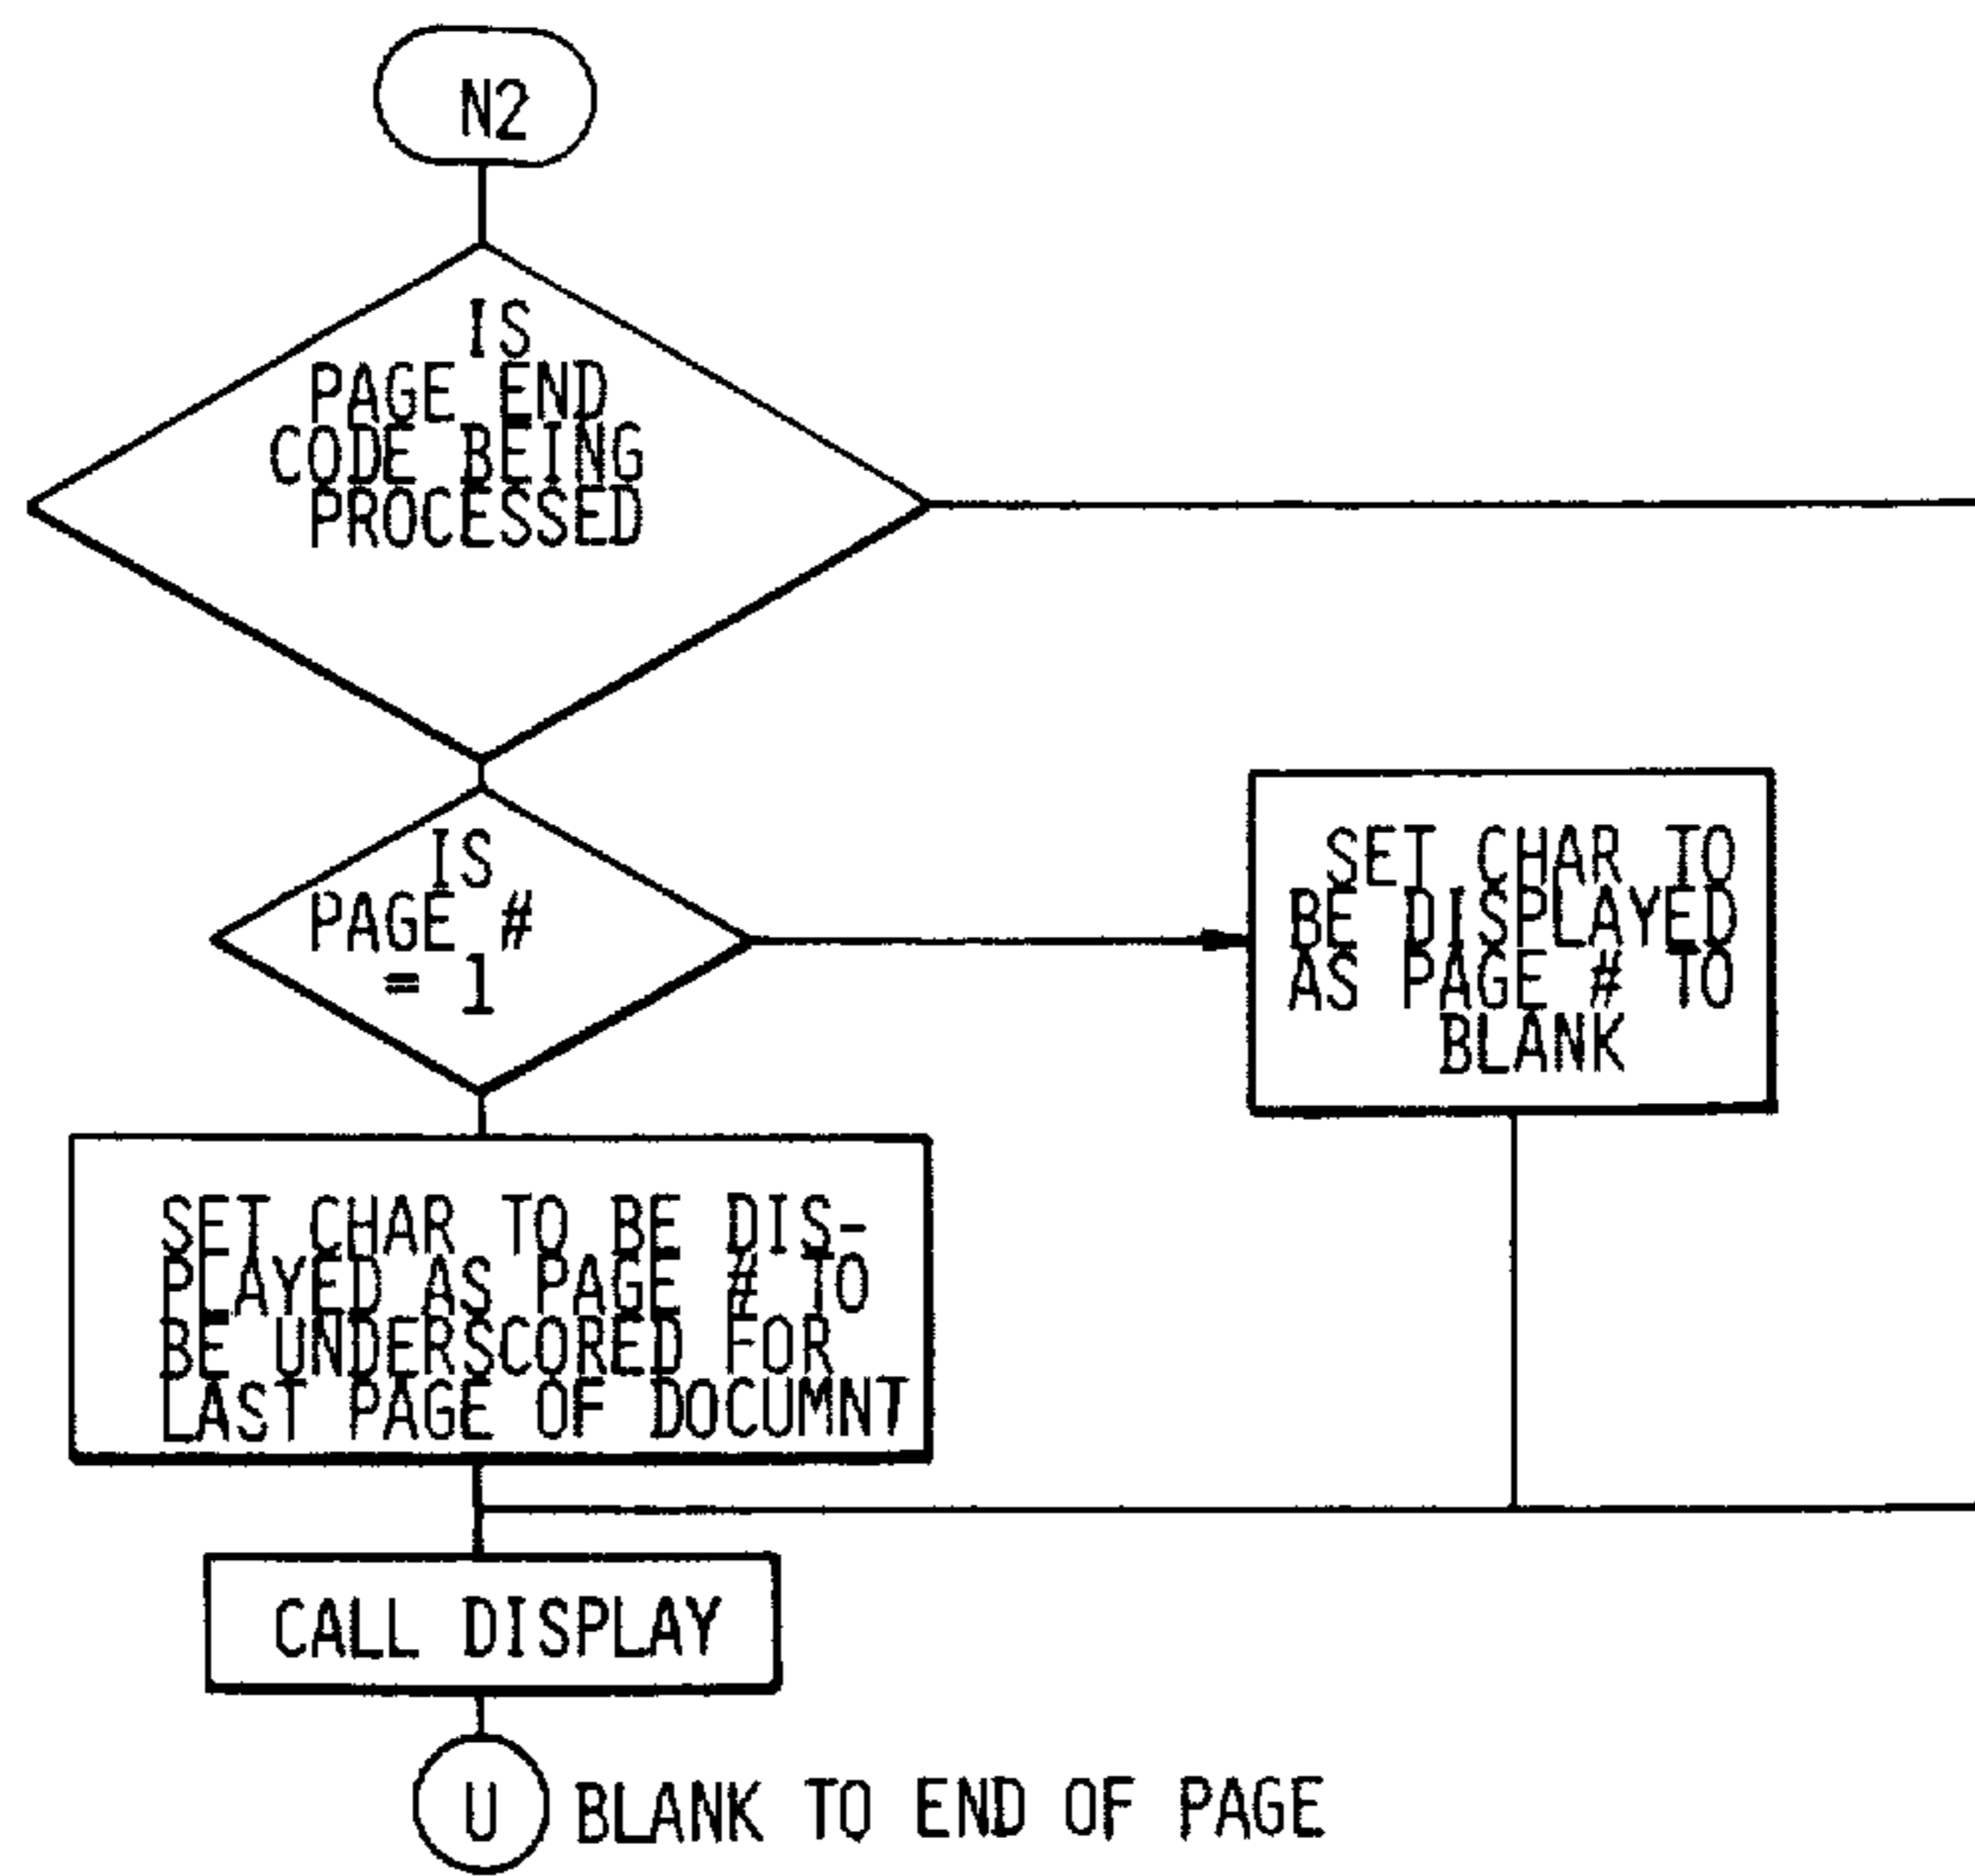 N2
IS
PAGE END
CODE BEING
PROCESSED
IS
PAGE #
= 1
SET CHAR TO
BE DISPLAYED
AS PAGE # TO
BLANK
SET CHAR TO BE DIS-
PLAYED AS PAGE # TO
BE UNDERSCORED FOR
LAST PAGE OF DOCUMNT
CALL DISPLAY
U BLANK TO END OF PAGE